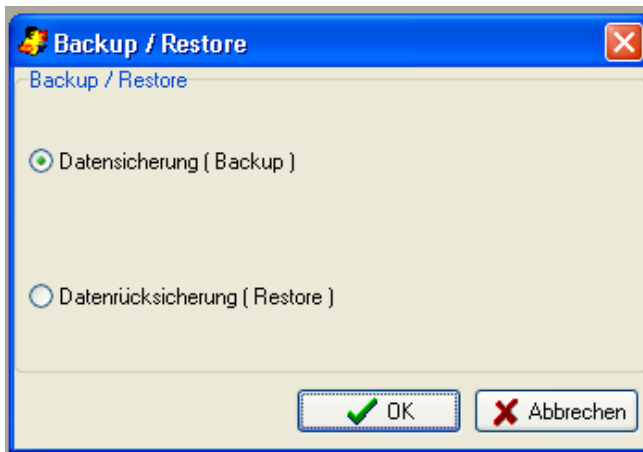 Backup / Restore
Backup / Restore
Datensicherung ( Backup )
Datenrücksicherung ( Restore )
OK
Abbrechen